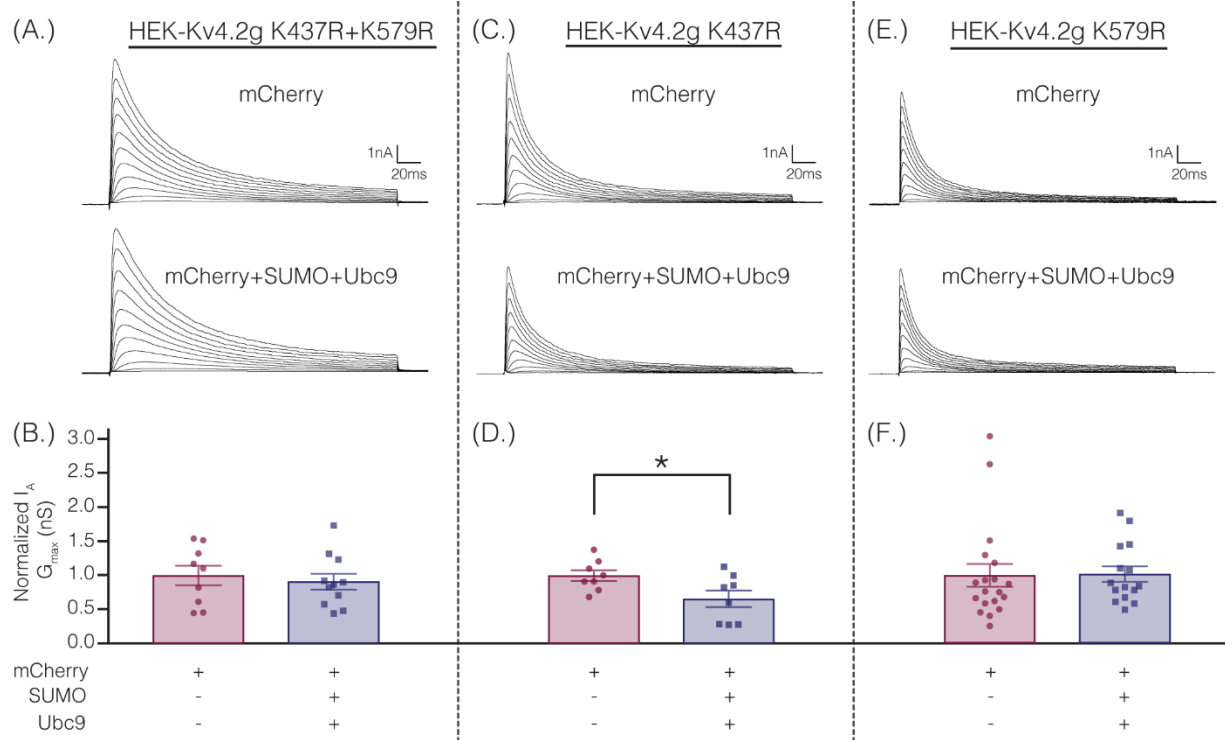 (A.) HEK-Kv4.2g K437R+K579R
mCherry
1nA
20ms
mCherry+SUMO+Ubc9
(C.) HEK-Kv4.2g K437R
mCherry
1nA
20ms
mCherry+SUMO+Ubc9
(E.) HEK-Kv4.2g K579R
mCherry
1nA
20ms
mCherry+SUMO+Ubc9
(B.)
Normalized I_A
G_max (nS)
3.0
2.5
2.0
1.5
1.0
0.5
0.0
(D.)
*
(F.)
mCherry + + + + + +
SUMO - + - + - +
Ubc9 - + - + - +